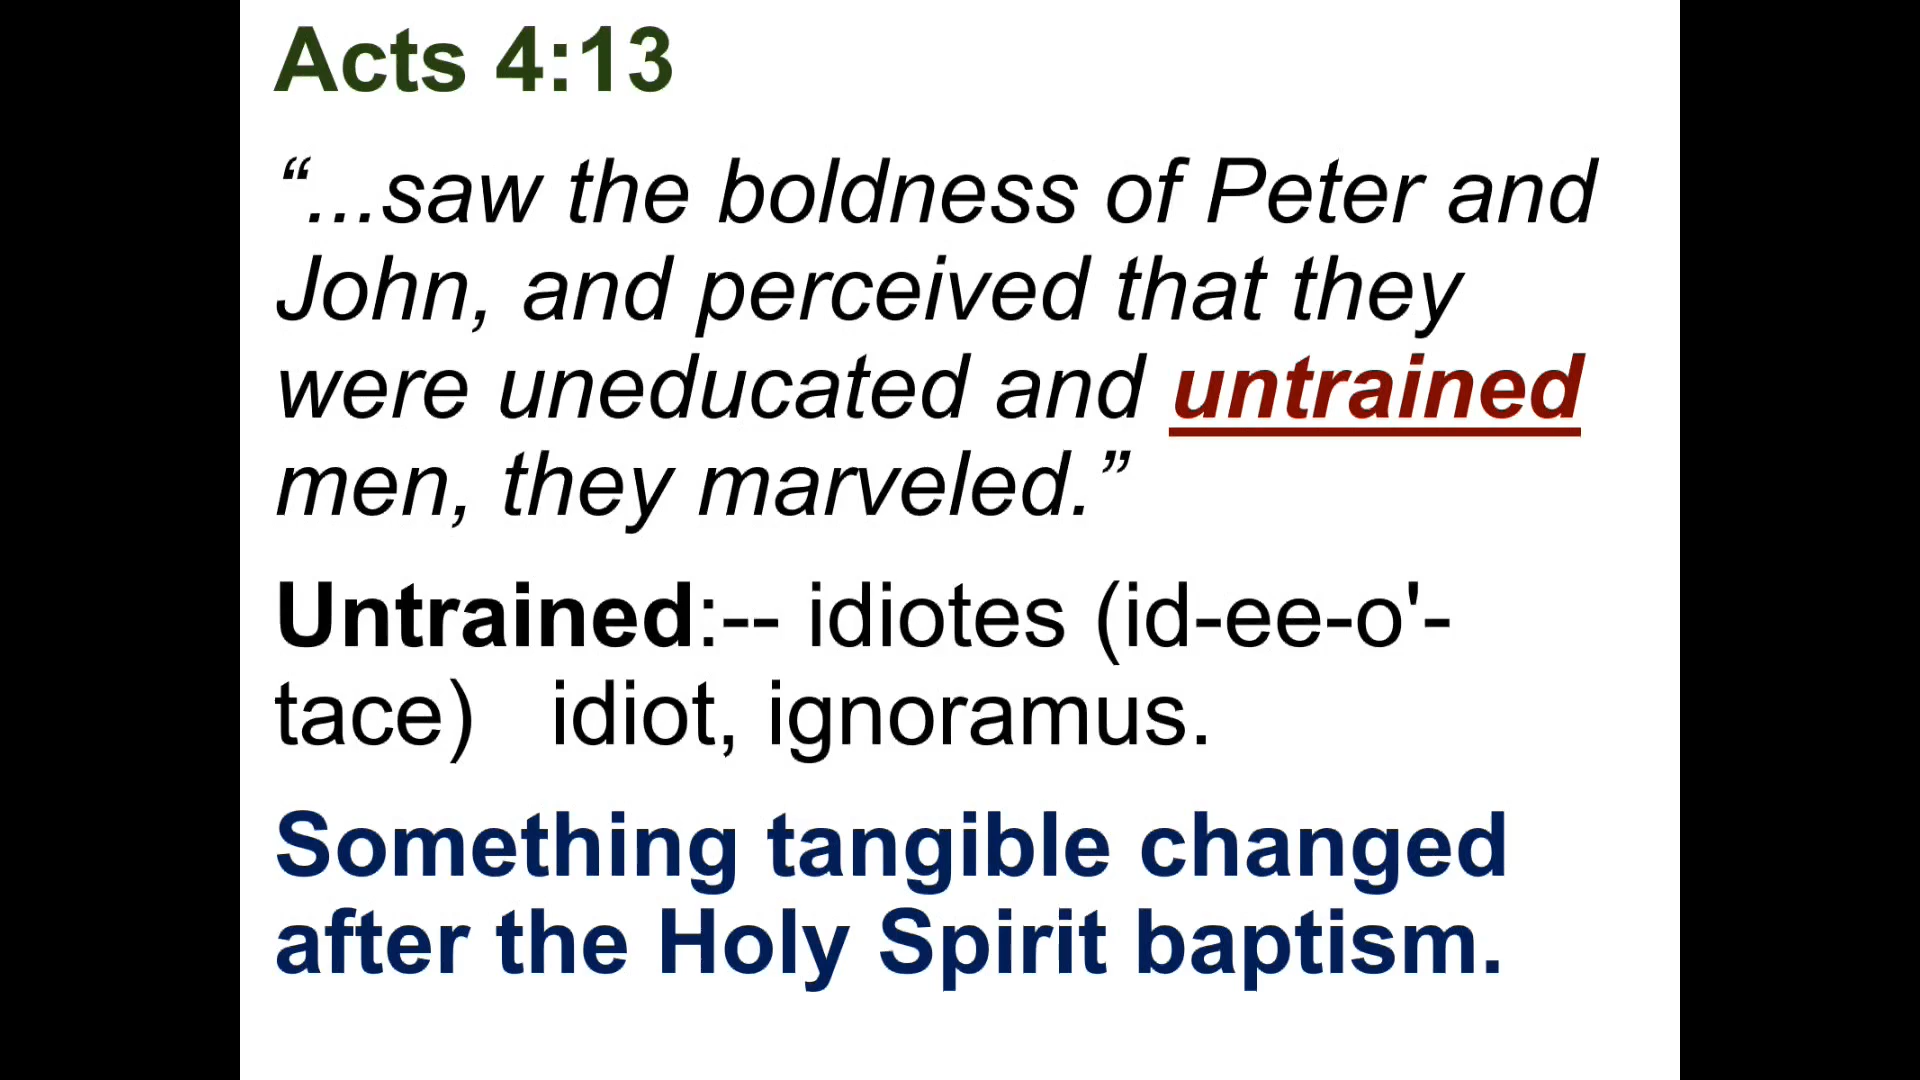 Acts 4:13
“...saw the boldness of Peter and
John, and perceived that they
were uneducated and untrained
men, they marveled.”
Untrained:-- idiotes (id-ee-o'-
tace)   idiot, ignoramus.
Something tangible changed
after the Holy Spirit baptism.